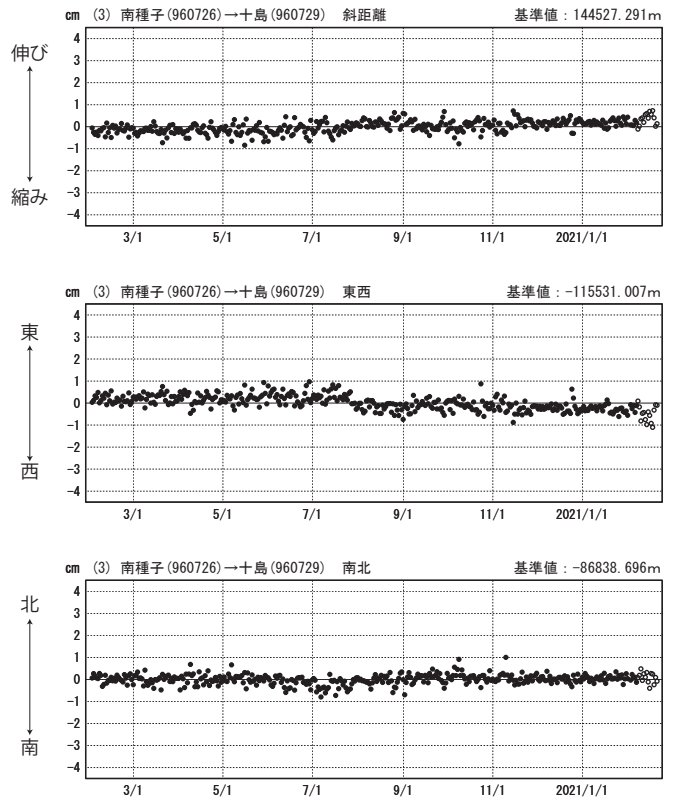 cm (3) 南種子(960726)→十島(960729) 斜距離 基準値：144527.291m
伸び
縮み
4
3
2
1
0
-1
-2
-3
-4
3/1 5/1 7/1 9/1 11/1 2021/1/1
cm (3) 南種子(960726)→十島(960729) 東西 基準値：-115531.007m
東
西
4
3
2
1
0
-1
-2
-3
-4
3/1 5/1 7/1 9/1 11/1 2021/1/1
cm (3) 南種子(960726)→十島(960729) 南北 基準値：-86838.696m
北
南
4
3
2
1
0
-1
-2
-3
-4
3/1 5/1 7/1 9/1 11/1 2021/1/1